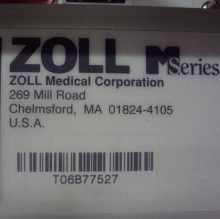 ZOLL M Series
ZOLL Medical Corporation
269 Mill Road
Chelmsford, MA 01824-4105
U.S.A.
T06B77527